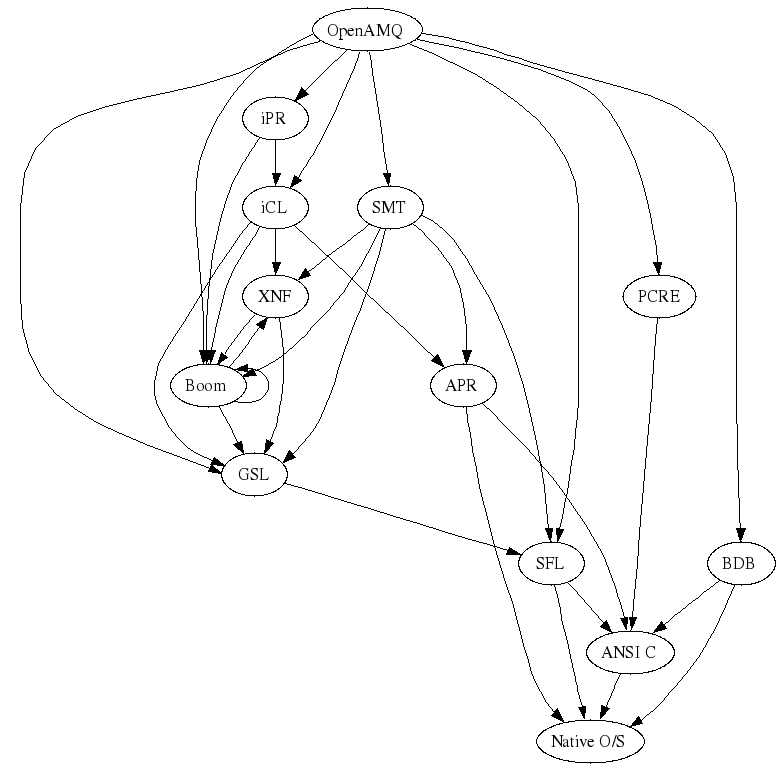 OpenAMQ
iPR
iCL
SMT
XNF
PCRE
Boom
APR
GSL
SFL
BDB
ANSI C
Native O/S